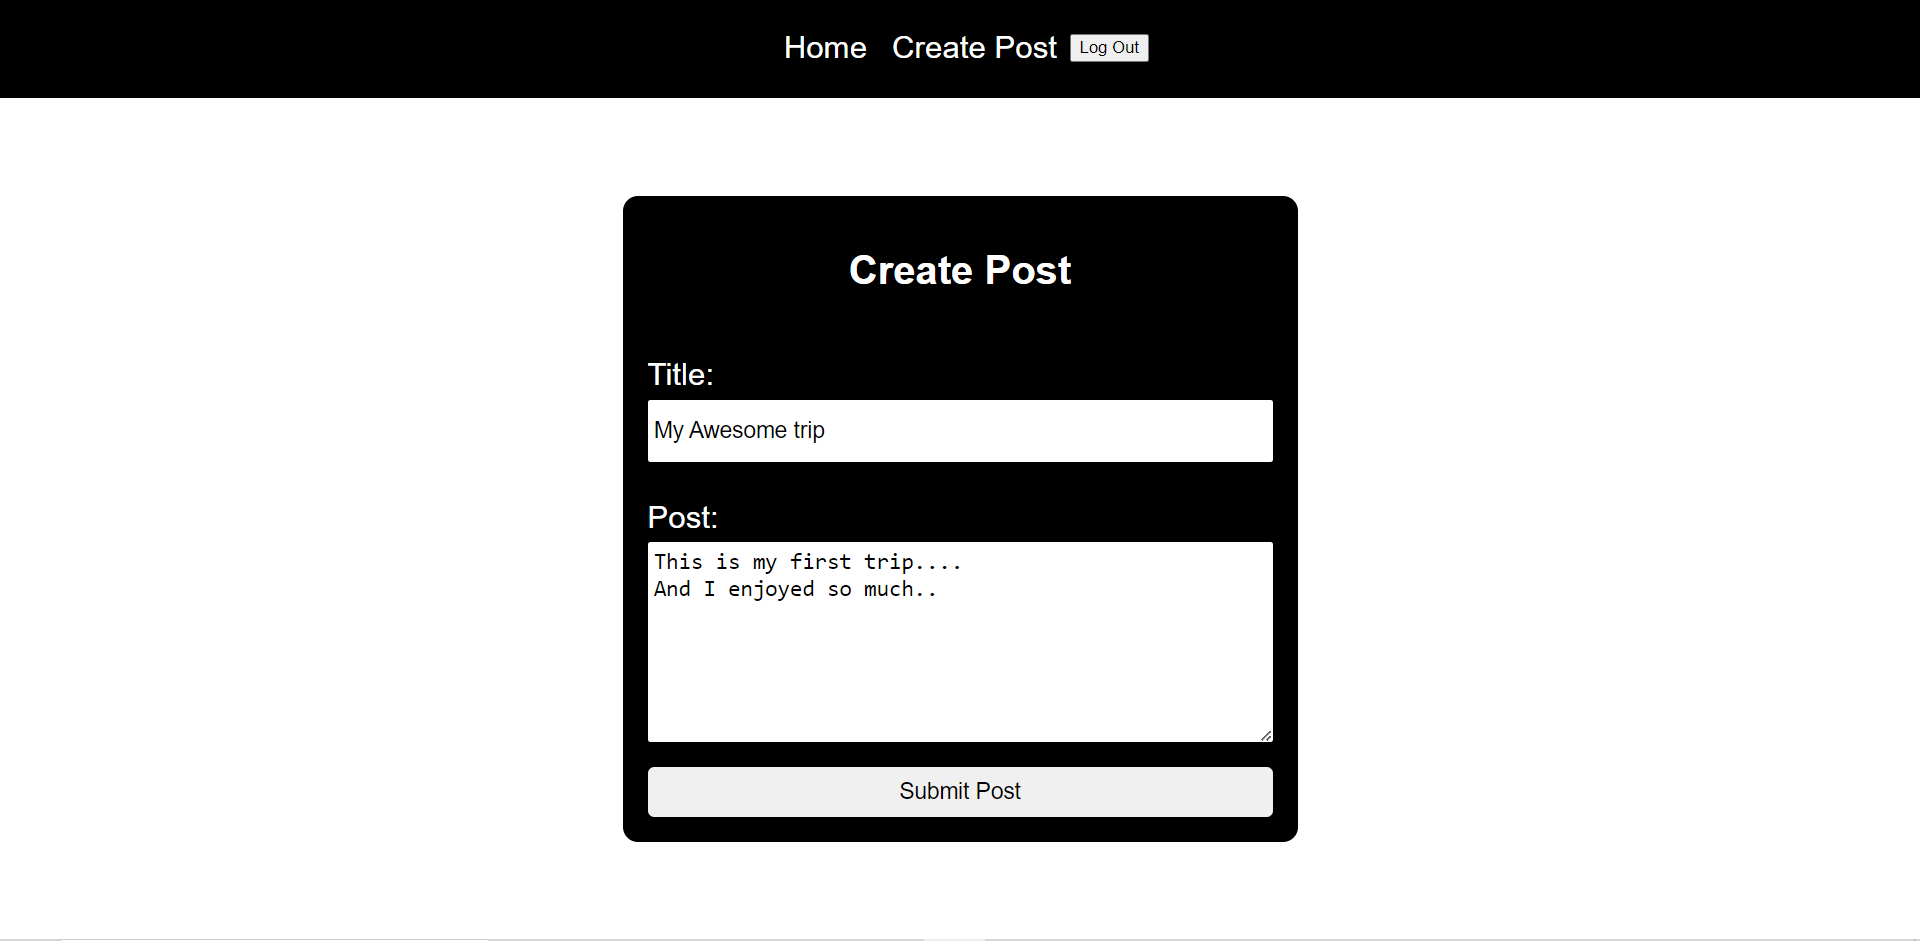 Home Create Post Log Out
Create Post
Title:
My Awesome trip
Post:
This is my first trip....
And I enjoyed so much..
Submit Post